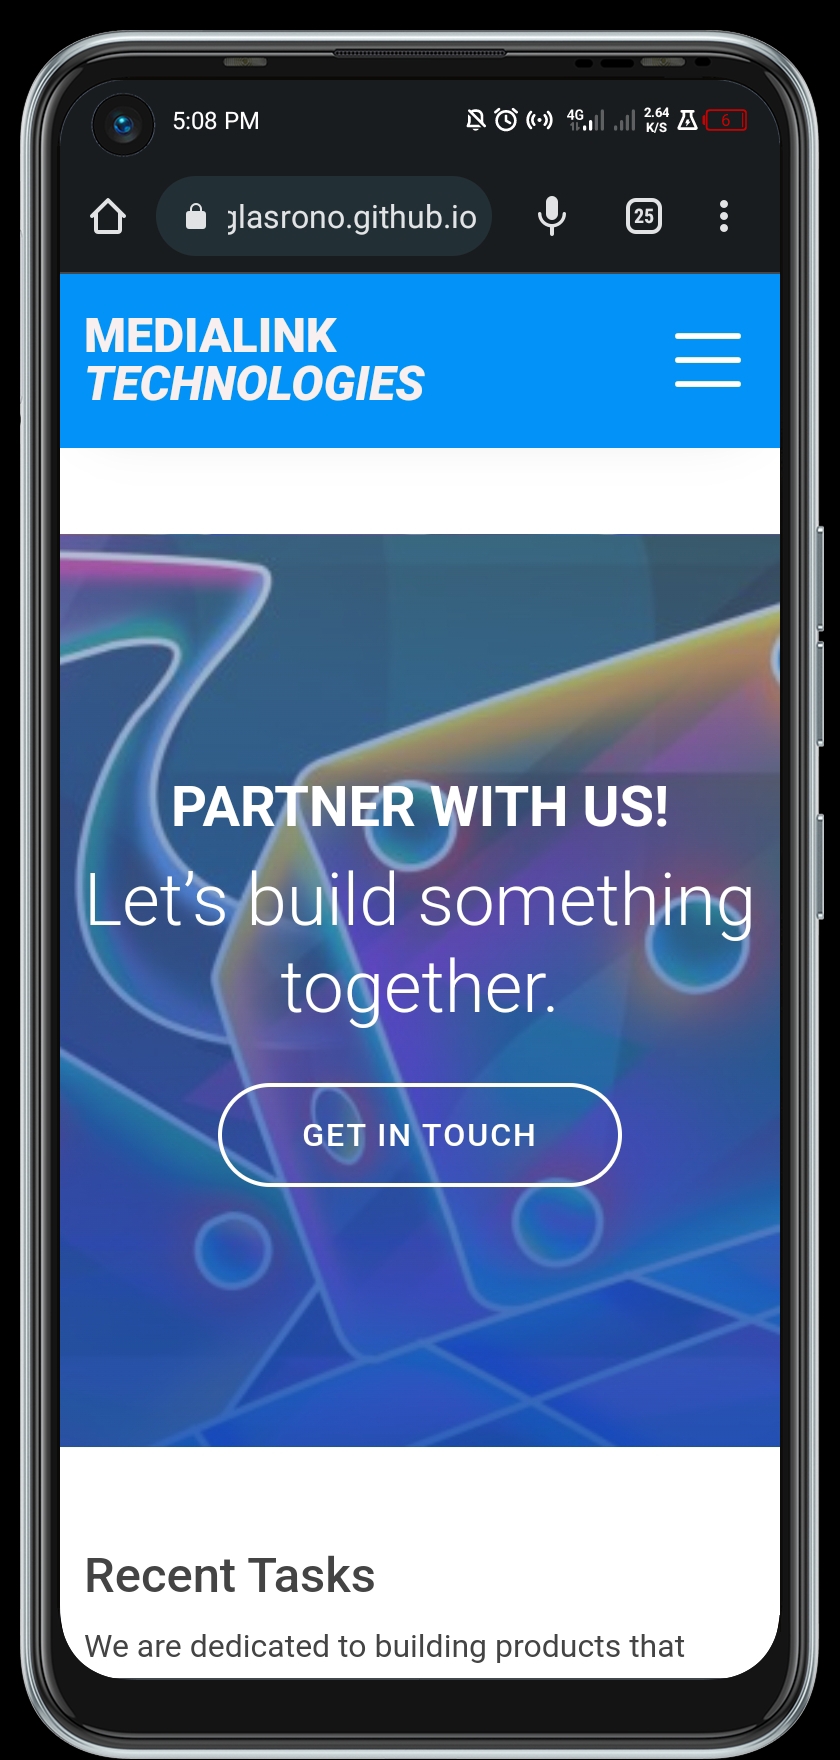 5:08 PM
4G
2.64
K/S
6
glasrono.github.io
25
MEDIALINK
TECHNOLOGIES
PARTNER WITH US!
Let’s build something
together.
GET IN TOUCH
Recent Tasks
We are dedicated to building products that